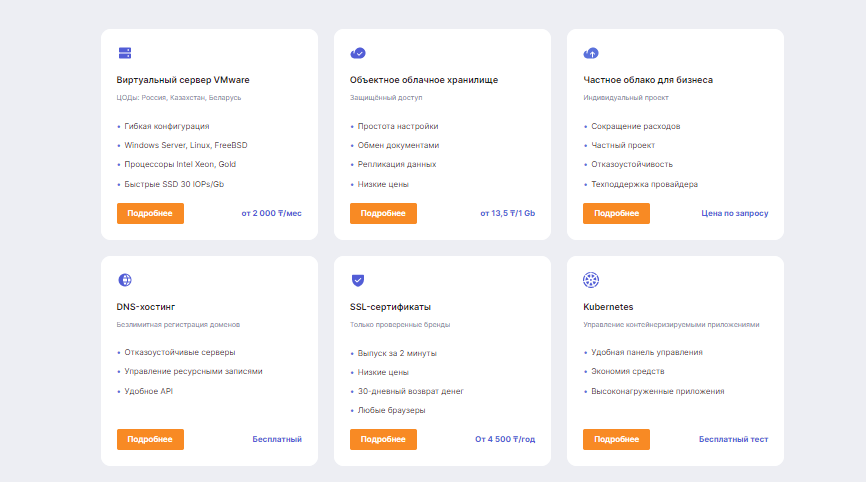 Виртуальный сервер VMware
ЦОДы: Россия, Казахстан, Беларусь
• Гибкая конфигурация
• Windows Server, Linux, FreeBSD
• Процессоры Intel Xeon, Gold
• Быстрые SSD 30 IOPs/Gb
Подробнее
от 2 000 ₸/мес
Объектное облачное хранилище
Защищённый доступ
• Простота настройки
• Обмен документами
• Репликация данных
• Низкие цены
Подробнее
от 13,5 ₸/1 Gb
Частное облако для бизнеса
Индивидуальный проект
• Сокращение расходов
• Частный проект
• Отказоустойчивость
• Техподдержка провайдера
Подробнее
Цена по запросу
DNS-хостинг
Безлимитная регистрация доменов
• Отказоустойчивые серверы
• Управление ресурсными записями
• Удобное API
Подробнее
Бесплатный
SSL-сертификаты
Только проверенные бренды
• Выпуск за 2 минуты
• Низкие цены
• 30-дневный возврат денег
• Любые браузеры
Подробнее
От 4 500 ₸/год
Kubernetes
Управление контейнеризируемыми приложениями
• Удобная панель управления
• Экономия средств
• Высоконагруженные приложения
Подробнее
Бесплатный тест